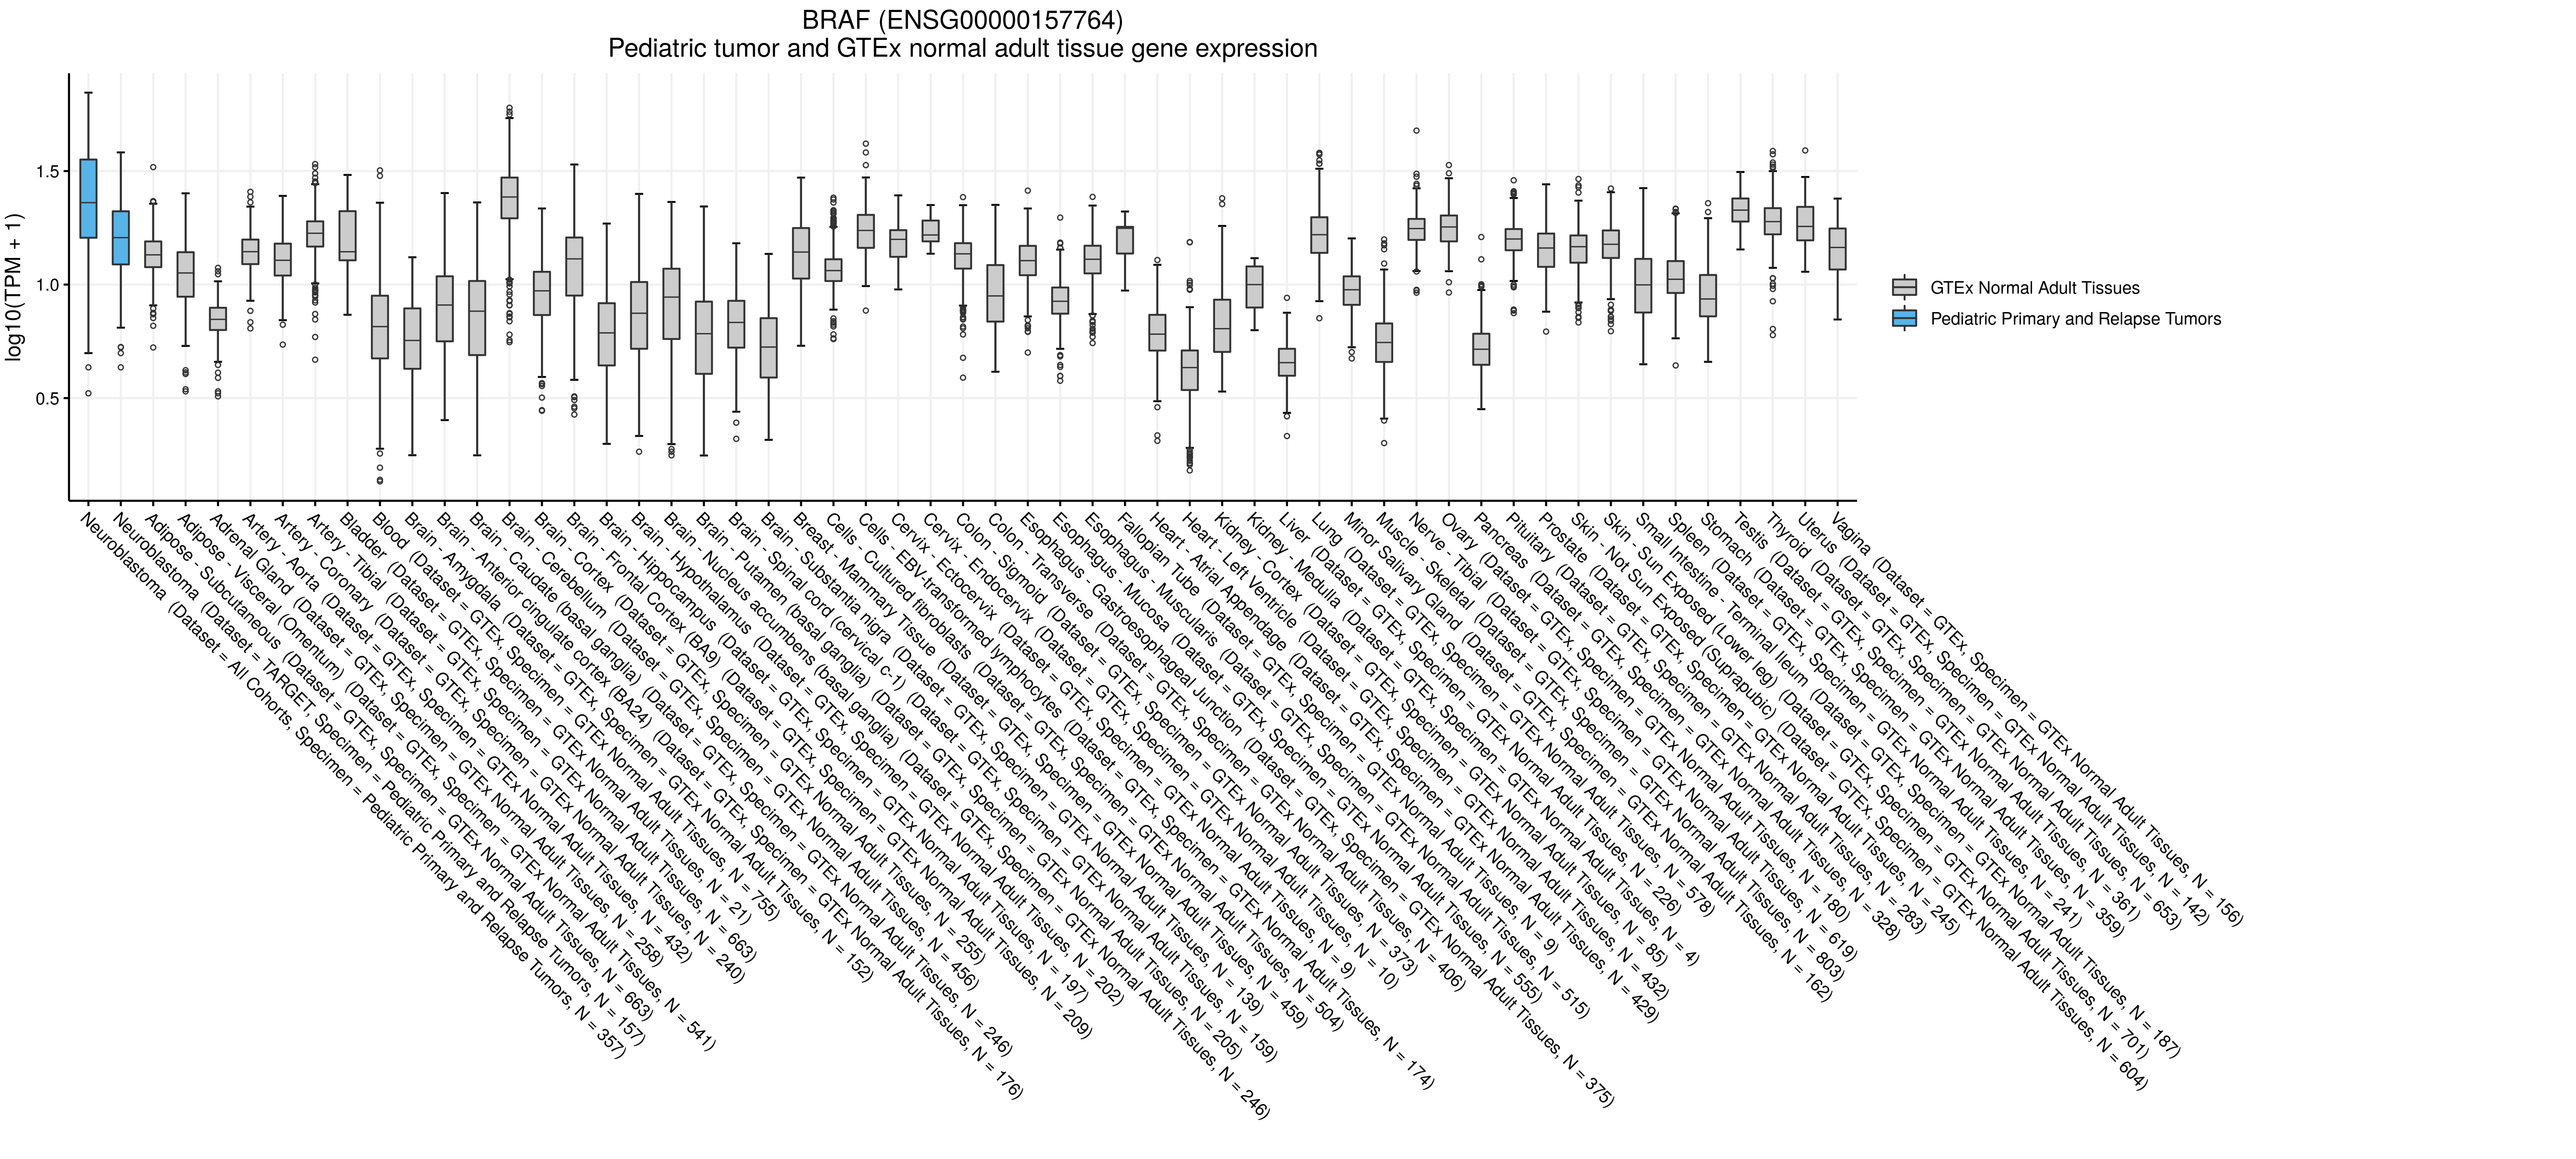 BRAF (ENSG00000157764)
Pediatric tumor and GTEx normal adult tissue gene expression
log10(TPM + 1)
1.5
1.0
0.5
GTEx Normal Adult Tissues
Pediatric Primary and Relapse Tumors
Neuroblastoma (Dataset = All Cohorts, Specimen = Pediatric Primary and Relapse Tumors, N = 357)
Neuroblastoma (Dataset = TARGET, Specimen = Pediatric Primary and Relapse Tumors, N = 157)
Adipose - Subcutaneous (Dataset = GTEx, Specimen = GTEx Normal Adult Tissues, N = 663)
Adipose - Visceral (Omentum) (Dataset = GTEx, Specimen = GTEx Normal Adult Tissues, N = 541)
Adrenal Gland (Dataset = GTEx, Specimen = GTEx Normal Adult Tissues, N = 258)
Artery - Aorta (Dataset = GTEx, Specimen = GTEx Normal Adult Tissues, N = 432)
Artery - Coronary (Dataset = GTEx, Specimen = GTEx Normal Adult Tissues, N = 240)
Artery - Tibial (Dataset = GTEx, Specimen = GTEx Normal Adult Tissues, N = 663)
Bladder (Dataset = GTEx, Specimen = GTEx Normal Adult Tissues, N = 21)
Blood (Dataset = GTEx, Specimen = GTEx Normal Adult Tissues, N = 755)
Brain - Amygdala (Dataset = GTEx, Specimen = GTEx Normal Adult Tissues, N = 152)
Brain - Anterior cingulate cortex (BA24) (Dataset = GTEx, Specimen = GTEx Normal Adult Tissues, N = 176)
Brain - Caudate (basal ganglia) (Dataset = GTEx, Specimen = GTEx Normal Adult Tissues, N = 246)
Brain - Cerebellum (Dataset = GTEx, Specimen = GTEx Normal Adult Tissues, N = 456)
Brain - Cortex (Dataset = GTEx, Specimen = GTEx Normal Adult Tissues, N = 255)
Brain - Frontal Cortex (BA9) (Dataset = GTEx, Specimen = GTEx Normal Adult Tissues, N = 209)
Brain - Hippocampus (Dataset = GTEx, Specimen = GTEx Normal Adult Tissues, N = 197)
Brain - Hypothalamus (Dataset = GTEx, Specimen = GTEx Normal Adult Tissues, N = 202)
Brain - Nucleus accumbens (basal ganglia) (Dataset = GTEx, Specimen = GTEx Normal Adult Tissues, N = 246)
Brain - Putamen (basal ganglia) (Dataset = GTEx, Specimen = GTEx Normal Adult Tissues, N = 205)
Brain - Spinal cord (cervical c-1) (Dataset = GTEx, Specimen = GTEx Normal Adult Tissues, N = 159)
Brain - Substantia nigra (Dataset = GTEx, Specimen = GTEx Normal Adult Tissues, N = 139)
Breast - Mammary Tissue (Dataset = GTEx, Specimen = GTEx Normal Adult Tissues, N = 459)
Cells - Cultured fibroblasts (Dataset = GTEx, Specimen = GTEx Normal Adult Tissues, N = 504)
Cells - EBV-transformed lymphocytes (Dataset = GTEx, Specimen = GTEx Normal Adult Tissues, N = 174)
Cervix - Ectocervix (Dataset = GTEx, Specimen = GTEx Normal Adult Tissues, N = 9)
Cervix - Endocervix (Dataset = GTEx, Specimen = GTEx Normal Adult Tissues, N = 10)
Colon - Sigmoid (Dataset = GTEx, Specimen = GTEx Normal Adult Tissues, N = 373)
Colon - Transverse (Dataset = GTEx, Specimen = GTEx Normal Adult Tissues, N = 406)
Esophagus - Gastroesophageal Junction (Dataset = GTEx, Specimen = GTEx Normal Adult Tissues, N = 375)
Esophagus - Mucosa (Dataset = GTEx, Specimen = GTEx Normal Adult Tissues, N = 555)
Esophagus - Muscularis (Dataset = GTEx, Specimen = GTEx Normal Adult Tissues, N = 515)
Fallopian Tube (Dataset = GTEx, Specimen = GTEx Normal Adult Tissues, N = 9)
Heart - Atrial Appendage (Dataset = GTEx, Specimen = GTEx Normal Adult Tissues, N = 429)
Heart - Left Ventricle (Dataset = GTEx, Specimen = GTEx Normal Adult Tissues, N = 432)
Kidney - Cortex (Dataset = GTEx, Specimen = GTEx Normal Adult Tissues, N = 85)
Kidney - Medulla (Dataset = GTEx, Specimen = GTEx Normal Adult Tissues, N = 4)
Liver (Dataset = GTEx, Specimen = GTEx Normal Adult Tissues, N = 226)
Lung (Dataset = GTEx, Specimen = GTEx Normal Adult Tissues, N = 578)
Minor Salivary Gland (Dataset = GTEx, Specimen = GTEx Normal Adult Tissues, N = 162)
Muscle - Skeletal (Dataset = GTEx, Specimen = GTEx Normal Adult Tissues, N = 803)
Nerve - Tibial (Dataset = GTEx, Specimen = GTEx Normal Adult Tissues, N = 619)
Ovary (Dataset = GTEx, Specimen = GTEx Normal Adult Tissues, N = 180)
Pancreas (Dataset = GTEx, Specimen = GTEx Normal Adult Tissues, N = 328)
Pituitary (Dataset = GTEx, Specimen = GTEx Normal Adult Tissues, N = 283)
Prostate (Dataset = GTEx, Specimen = GTEx Normal Adult Tissues, N = 245)
Skin - Not Sun Exposed (Suprapubic) (Dataset = GTEx, Specimen = GTEx Normal Adult Tissues, N = 604)
Skin - Sun Exposed (Lower leg) (Dataset = GTEx, Specimen = GTEx Normal Adult Tissues, N = 701)
Small Intestine - Terminal Ileum (Dataset = GTEx, Specimen = GTEx Normal Adult Tissues, N = 187)
Spleen (Dataset = GTEx, Specimen = GTEx Normal Adult Tissues, N = 241)
Stomach (Dataset = GTEx, Specimen = GTEx Normal Adult Tissues, N = 359)
Testis (Dataset = GTEx, Specimen = GTEx Normal Adult Tissues, N = 361)
Thyroid (Dataset = GTEx, Specimen = GTEx Normal Adult Tissues, N = 653)
Uterus (Dataset = GTEx, Specimen = GTEx Normal Adult Tissues, N = 142)
Vagina (Dataset = GTEx, Specimen = GTEx Normal Adult Tissues, N = 156)